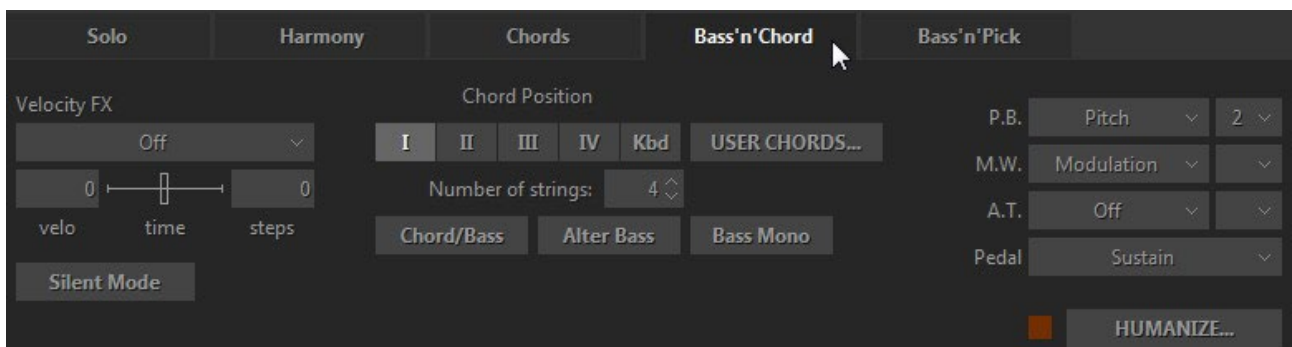 Solo Harmony Chords Bass'n'Chord Bass'n'Pick
Velocity FX
Off
0 0
velo time steps
Silent Mode
Chord Position
I II III IV Kbd USER CHORDS...
Number of strings: 4
Chord/Bass Alter Bass Bass Mono
P.B. Pitch 2
M.W. Modulation
A.T. Off
Pedal Sustain
HUMANIZE...